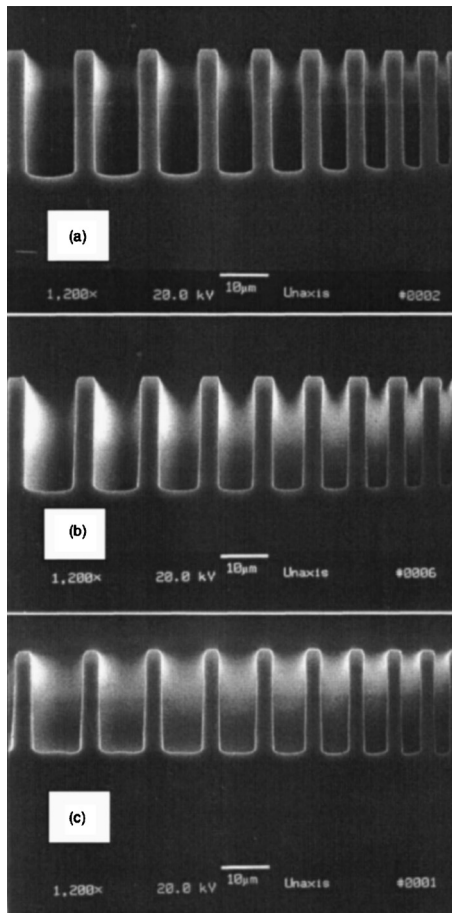 (a)
1,200× 20.0 kV 10µm Unaxis #0002
(b)
1,200× 20.0 kV 10µm Unaxis #0006
(c)
1,200× 20.0 kV 10µm Unaxis #0001